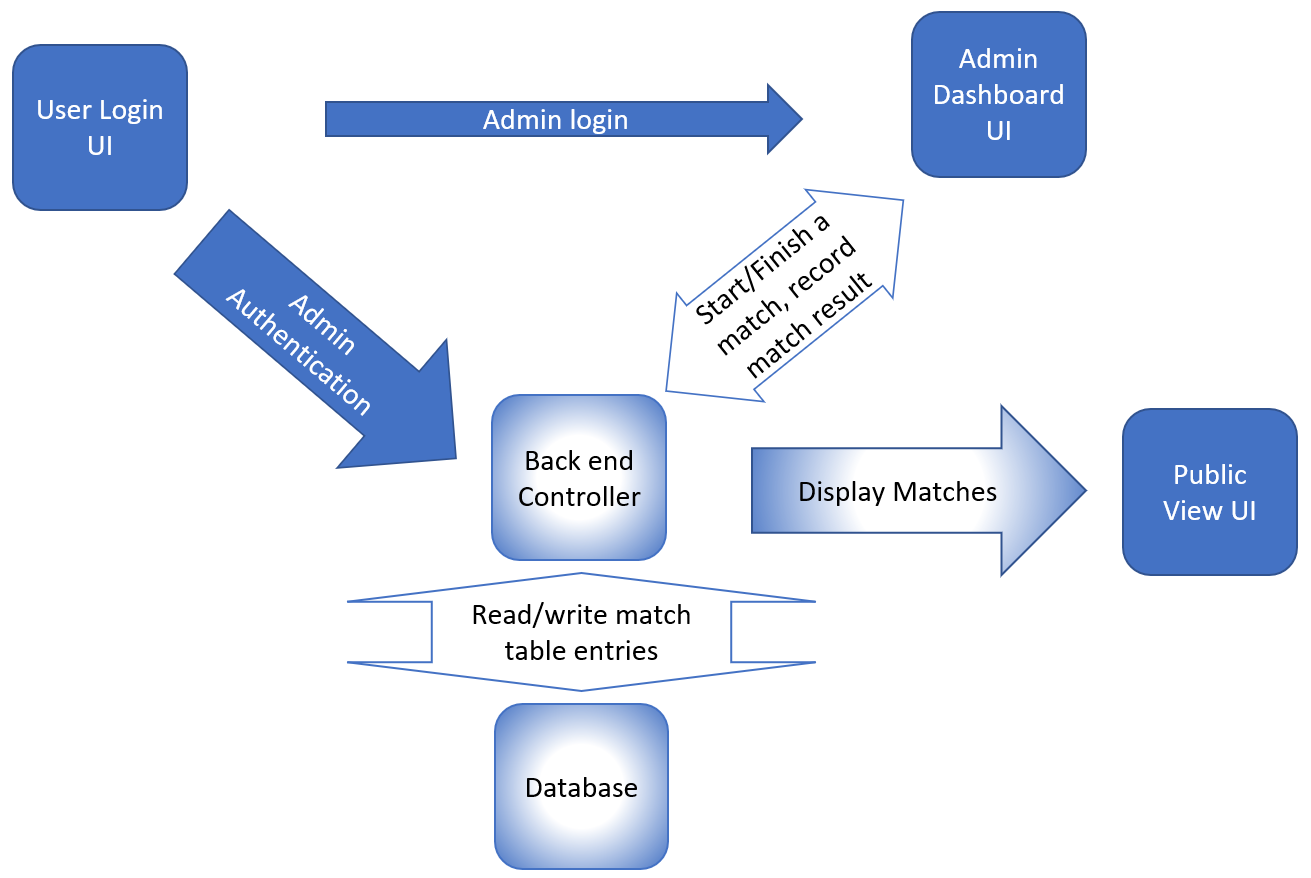 User Login
UI
Admin login
Admin
Dashboard
UI
Admin
Authentication
Start/Finish a
match, record
match result
Back end
Controller
Display Matches
Public
View UI
Read/write match
table entries
Database